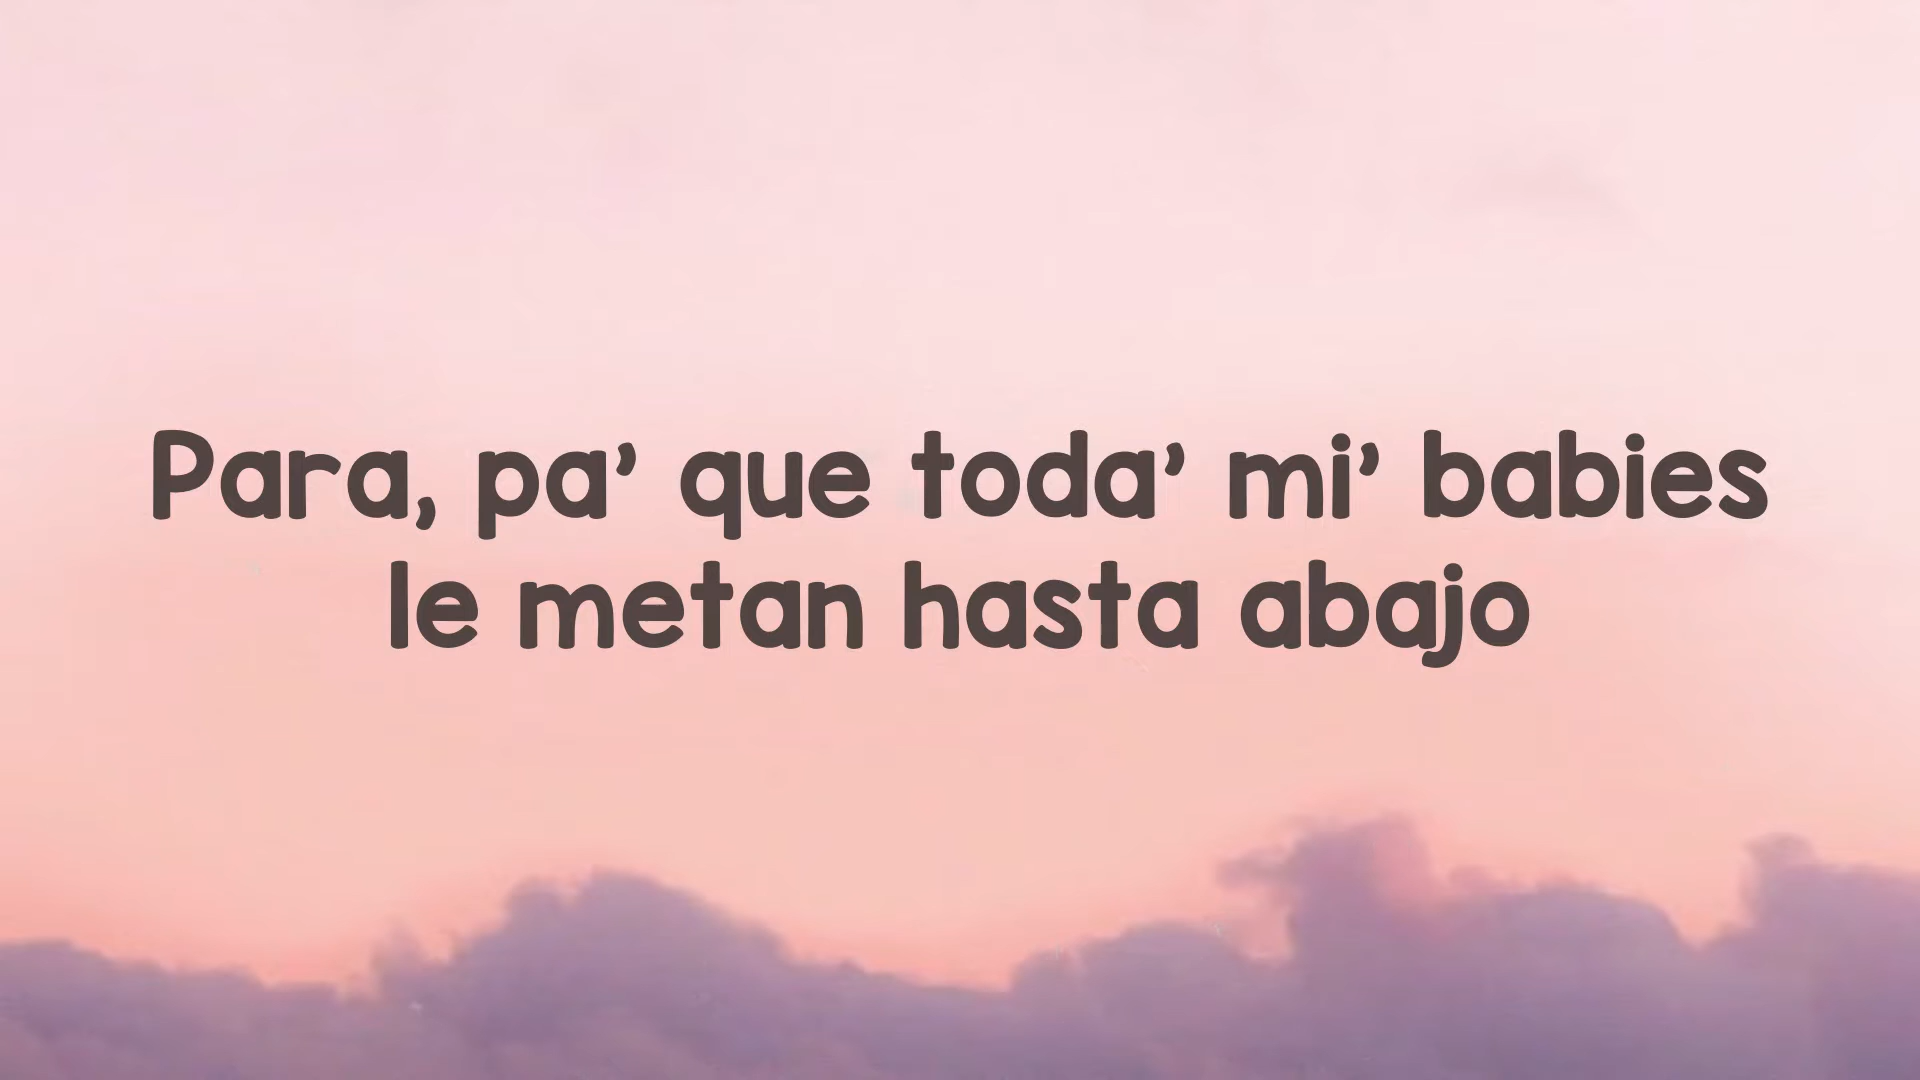 Para, pa’ que toda’ mi’ babies
le metan hasta abajo